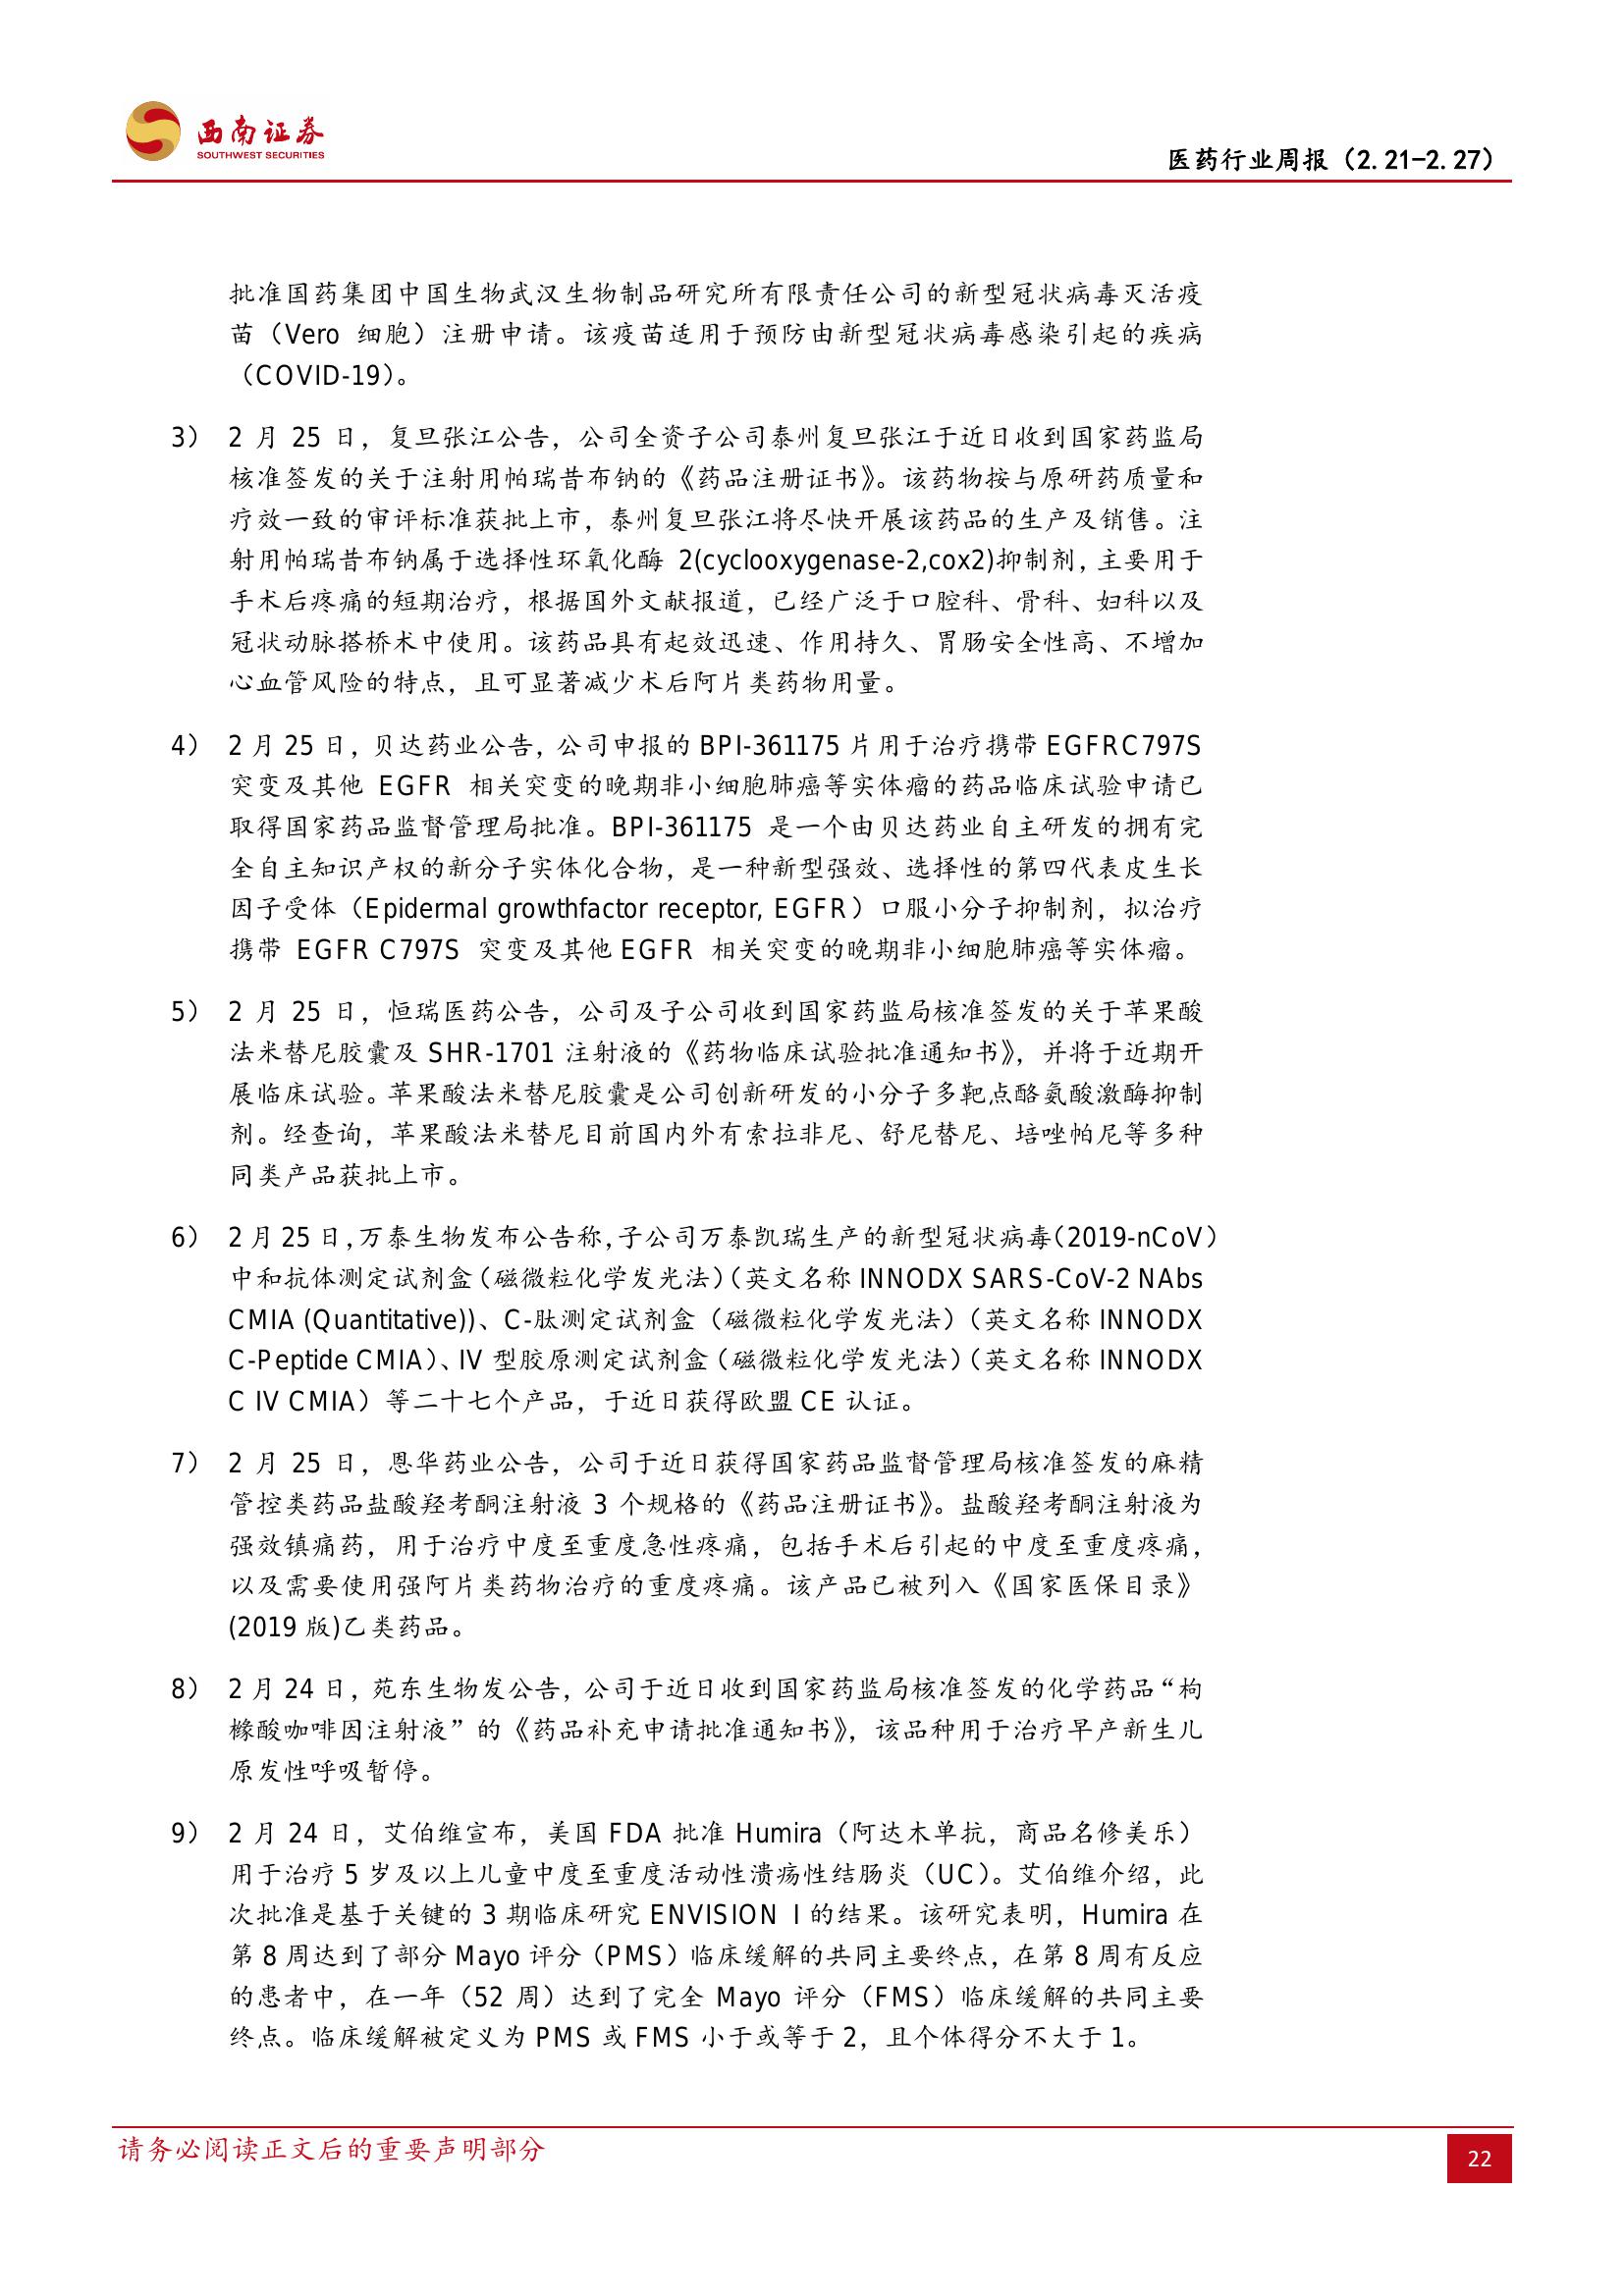 西南证券
SOUTHWEST SECURITIES
医药行业周报（2.21-2.27）
批准国药集团中国生物武汉生物制品研究所有限责任公司的新型冠状病毒灭活疫
苗（Vero 细胞）注册申请。该疫苗适用于预防由新型冠状病毒感染引起的疾病
（COVID-19）。
3） 2 月 25 日，复旦张江公告，公司全资子公司泰州复旦张江于近日收到国家药监局
核准签发的关于注射用帕瑞昔布钠的《药品注册证书》。该药物按与原研药质量和
疗效一致的审评标准获批上市，泰州复旦张江将尽快开展该药品的生产及销售。注
射用帕瑞昔布钠属于选择性环氧化酶 2(cyclooxygenase-2,cox2)抑制剂，主要用于
手术后疼痛的短期治疗，根据国外文献报道，已经广泛于口腔科、骨科、妇科以及
冠状动脉搭桥术中使用。该药品具有起效迅速、作用持久、胃肠安全性高、不增加
心血管风险的特点，且可显著减少术后阿片类药物用量。
4） 2 月 25 日，贝达药业公告，公司申报的 BPI-361175 片用于治疗携带 EGFRC797S
突变及其他 EGFR 相关突变的晚期非小细胞肺癌等实体瘤的药品临床试验申请已
取得国家药品监督管理局批准。BPI-361175 是一个由贝达药业自主研发的拥有完
全自主知识产权的新分子实体化合物，是一种新型强效、选择性的第四代表皮生长
因子受体（Epidermal growthfactor receptor, EGFR）口服小分子抑制剂，拟治疗
携带 EGFR C797S 突变及其他 EGFR 相关突变的晚期非小细胞肺癌等实体瘤。
5） 2 月 25 日，恒瑞医药公告，公司及子公司收到国家药监局核准签发的关于苹果酸
法米替尼胶囊及 SHR-1701 注射液的《药物临床试验批准通知书》，并将于近期开
展临床试验。苹果酸法米替尼胶囊是公司创新研发的小分子多靶点酪氨酸激酶抑制
剂。经查询，苹果酸法米替尼目前国内外有索拉非尼、舒尼替尼、培唑帕尼等多种
同类产品获批上市。
6） 2 月 25 日，万泰生物发布公告称，子公司万泰凯瑞生产的新型冠状病毒（2019-nCoV）
中和抗体测定试剂盒（磁微粒化学发光法）（英文名称 INNODX SARS-CoV-2 NAbs
CMIA (Quantitative))、C-肽测定试剂盒（磁微粒化学发光法）（英文名称 INNODX
C-Peptide CMIA）、IV 型胶原测定试剂盒（磁微粒化学发光法）（英文名称 INNODX
C IV CMIA）等二十七个产品，于近日获得欧盟 CE 认证。
7） 2 月 25 日，恩华药业公告，公司于近日获得国家药品监督管理局核准签发的麻精
管控类药品盐酸羟考酮注射液 3 个规格的《药品注册证书》。盐酸羟考酮注射液为
强效镇痛药，用于治疗中度至重度急性疼痛，包括手术后引起的中度至重度疼痛，
以及需要使用强阿片类药物治疗的重度疼痛。该产品已被列入《国家医保目录》
(2019 版)乙类药品。
8） 2 月 24 日，苑东生物发公告，公司于近日收到国家药监局核准签发的化学药品“枸
橼酸咖啡因注射液”的《药品补充申请批准通知书》，该品种用于治疗早产新生儿
原发性呼吸暂停。
9） 2 月 24 日，艾伯维宣布，美国 FDA 批准 Humira（阿达木单抗，商品名修美乐）
用于治疗 5 岁及以上儿童中度至重度活动性溃疡性结肠炎（UC）。艾伯维介绍，此
次批准是基于关键的 3 期临床研究 ENVISION I 的结果。该研究表明，Humira 在
第 8 周达到了部分 Mayo 评分（PMS）临床缓解的共同主要终点，在第 8 周有反应
的患者中，在一年（52 周）达到了完全 Mayo 评分（FMS）临床缓解的共同主要
终点。临床缓解被定义为 PMS 或 FMS 小于或等于 2，且个体得分不大于 1。
请务必阅读正文后的重要声明部分
22